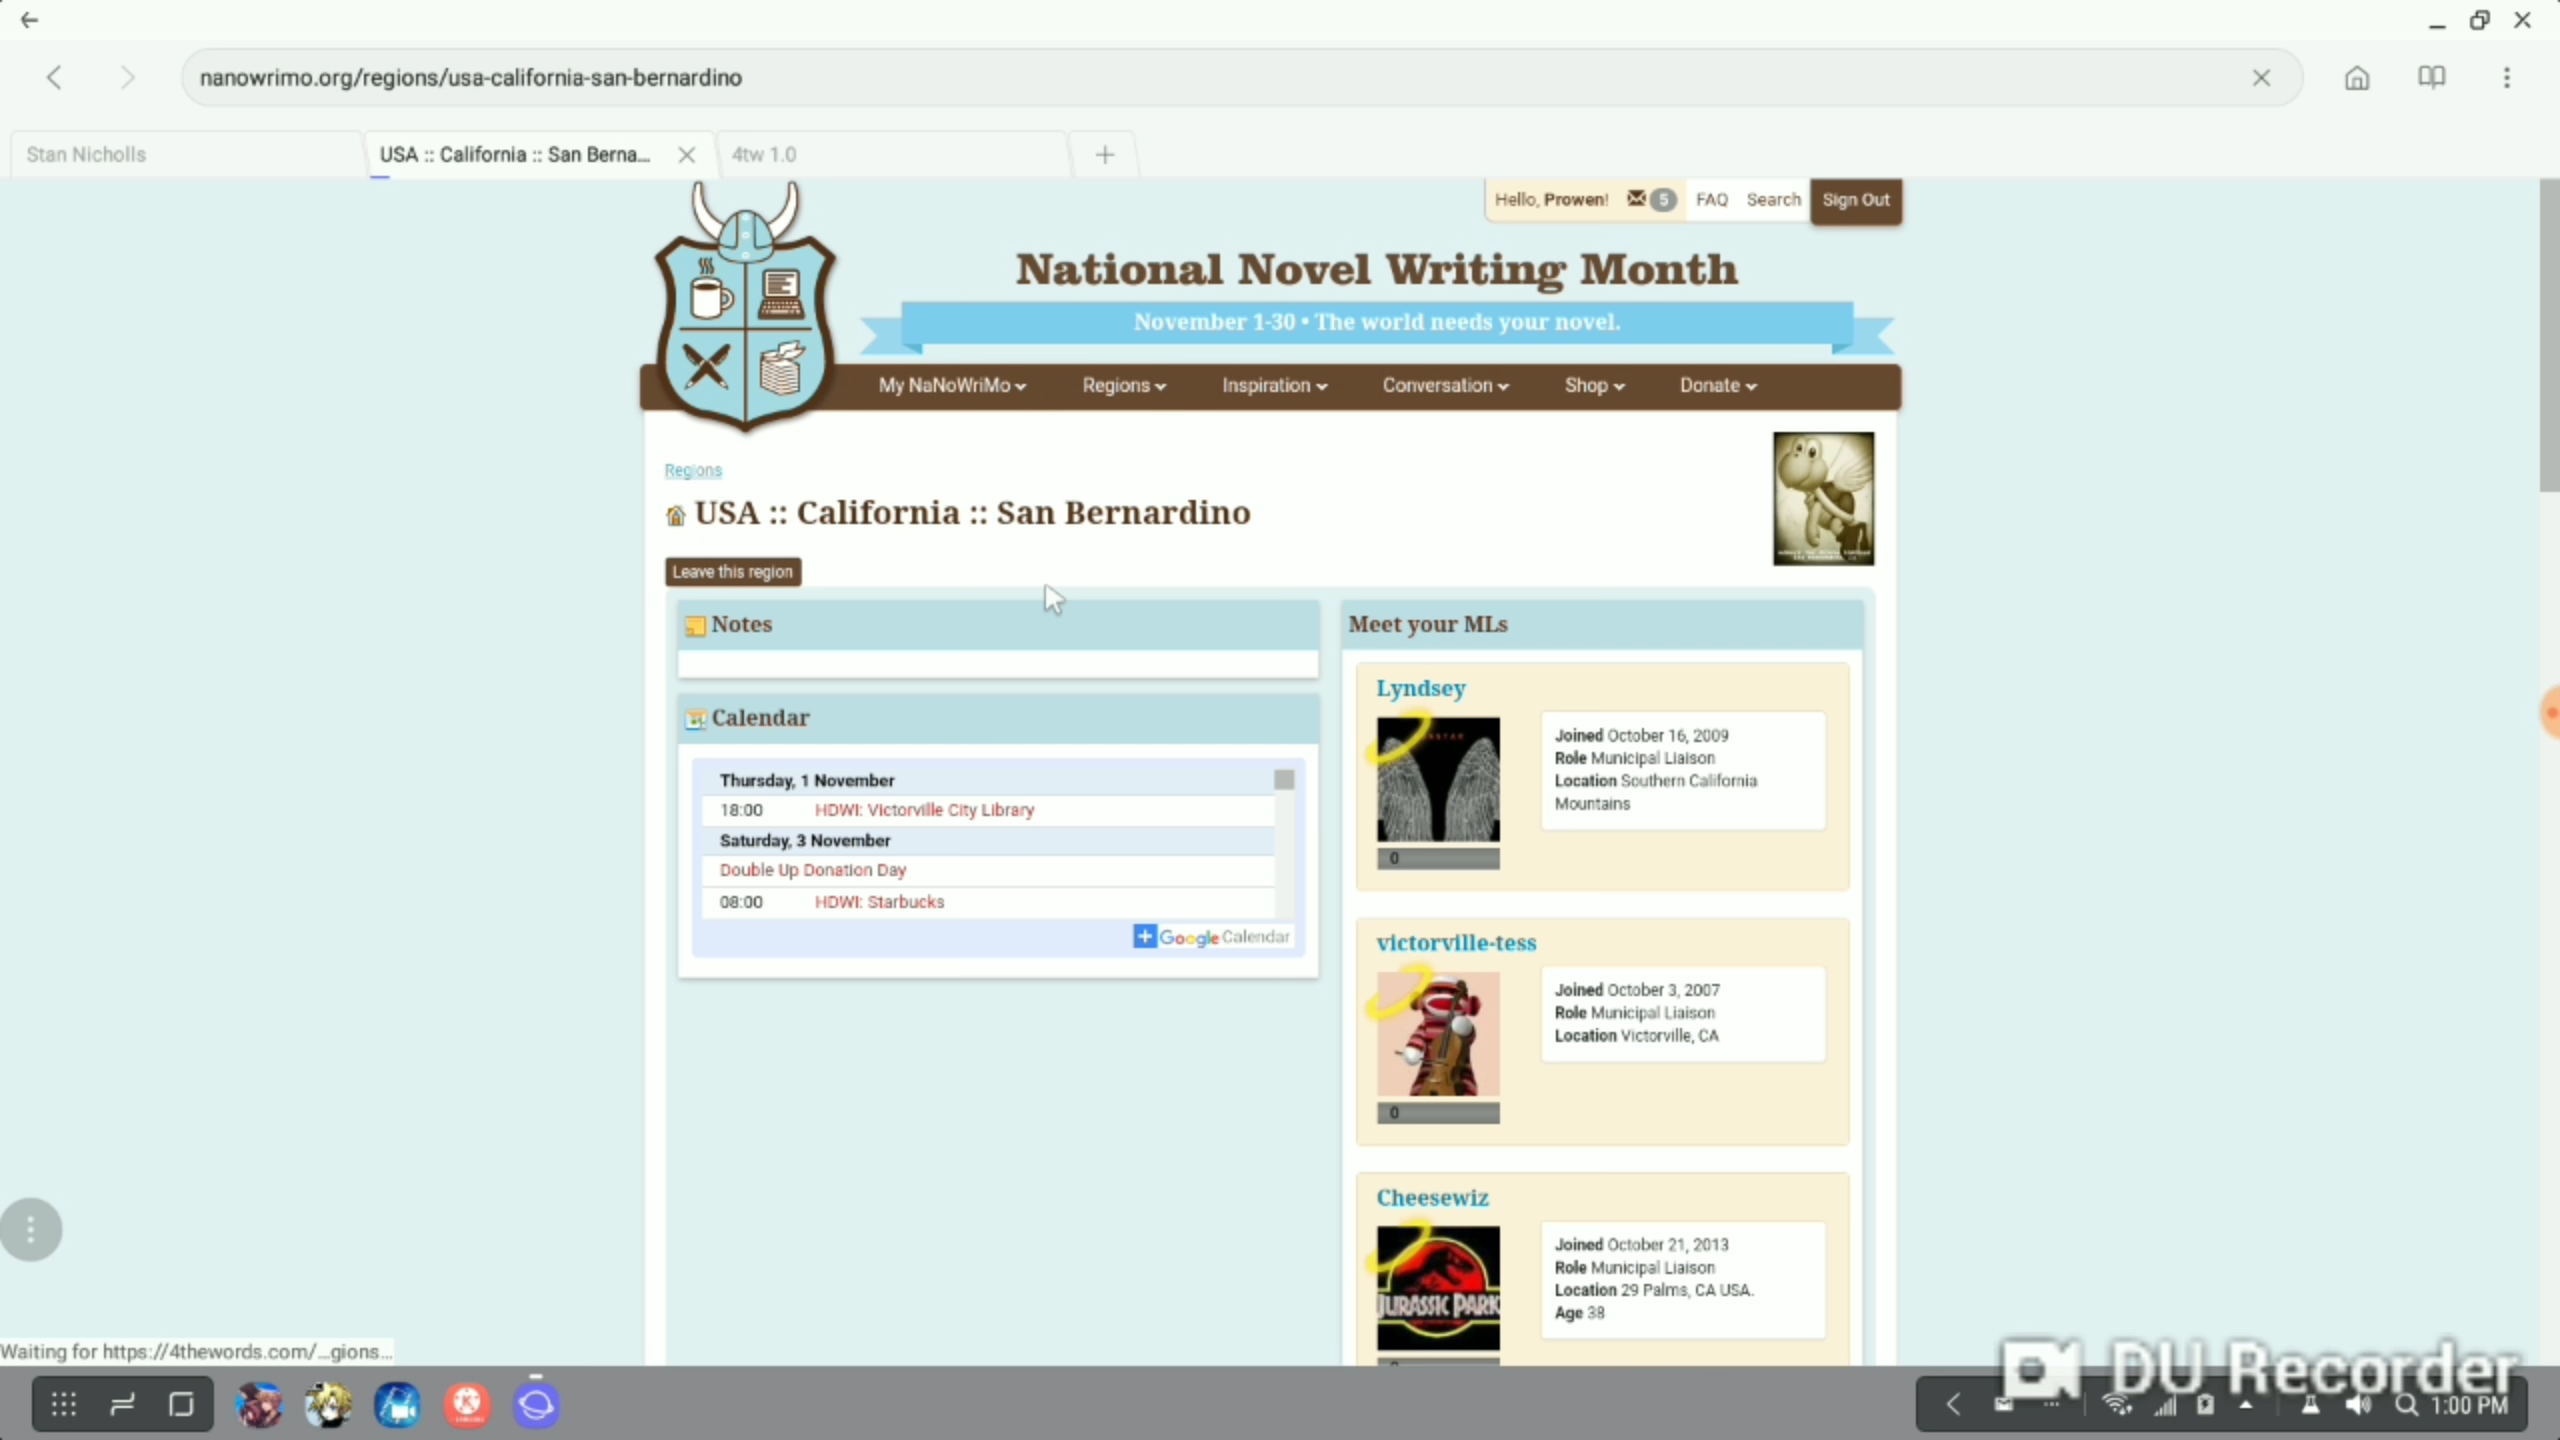 nanowrimo.org/regions/usa-california-san-bernardino
Stan Nicholls
USA :: California :: San Berna...
4tw 1.0
Hello, Prowen! 5 FAQ Search Sign Out
National Novel Writing Month
November 1-30 • The world needs your novel.
My NaNoWriMo Regions Inspiration Conversation Shop Donate
Regions
USA :: California :: San Bernardino
Leave this region
Notes
Calendar
Thursday, 1 November
18:00 HDWI: Victorville City Library
Saturday, 3 November
Double Up Donation Day
08:00 HDWI: Starbucks
Google Calendar
Meet your MLs
Lyndsey
Joined October 16, 2009
Role Municipal Liaison
Location Southern California
Mountains
0
victorville-tess
Joined October 3, 2007
Role Municipal Liaison
Location Victorville, CA
0
Cheesewiz
JURASSIC PARK
Joined October 21, 2013
Role Municipal Liaison
Location 29 Palms, CA USA.
Age 38
Waiting for https://4thewords.com/...gions...
DU Recorder
1:00 PM